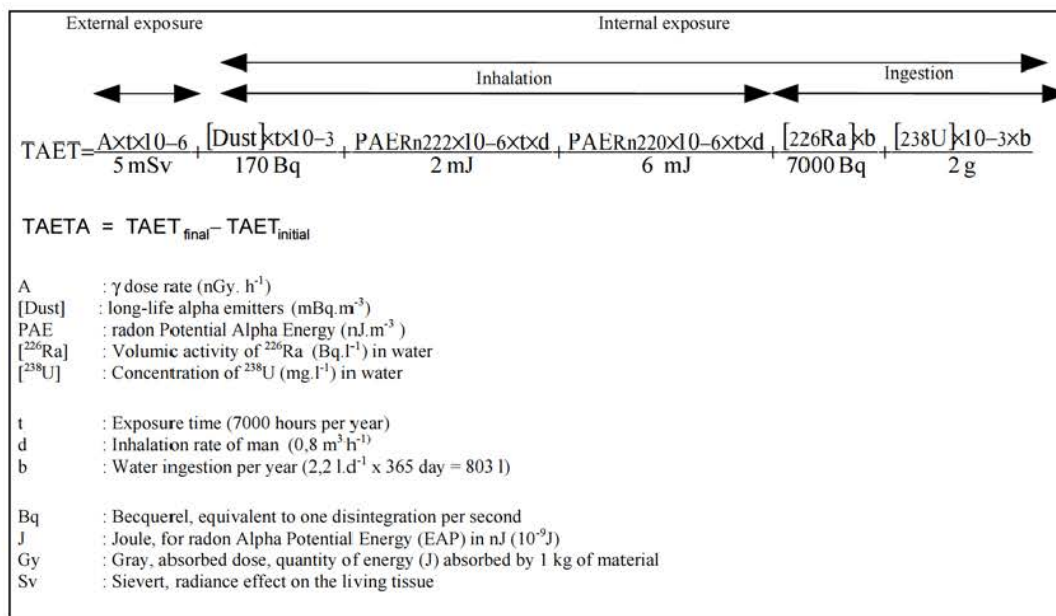 External exposure Internal exposure
Inhalation Ingestion
TAET=A×t×10–6/5 mSv+[Dust]×t×10–3/170 Bq+PAERn222×10–6×t×d/2 mJ+PAERn220×10–6×t×d/6 mJ+[226Ra]×b/7000 Bq+[238U]×10–3×b/2 g
TAETA = TAET final– TAET initial
A : γ dose rate (nGy. h-1)
[Dust] : long-life alpha emitters (mBq.m-3)
PAE : radon Potential Alpha Energy (nJ.m-3 )
[226Ra] : Volumic activity of 226Ra (Bq.l-1) in water
[238U] : Concentration of 238U (mg.l-1) in water
t : Exposure time (7000 hours per year)
d : Inhalation rate of man (0,8 m3 h-1)
b : Water ingestion per year (2,2 l.d-1 x 365 day = 803 l)
Bq : Becquerel, equivalent to one disintegration per second
J : Joule, for radon Alpha Potential Energy (EAP) in nJ (10-9J)
Gy : Gray, absorbed dose, quantity of energy (J) absorbed by 1 kg of material
Sv : Sievert, radiance effect on the living tissue